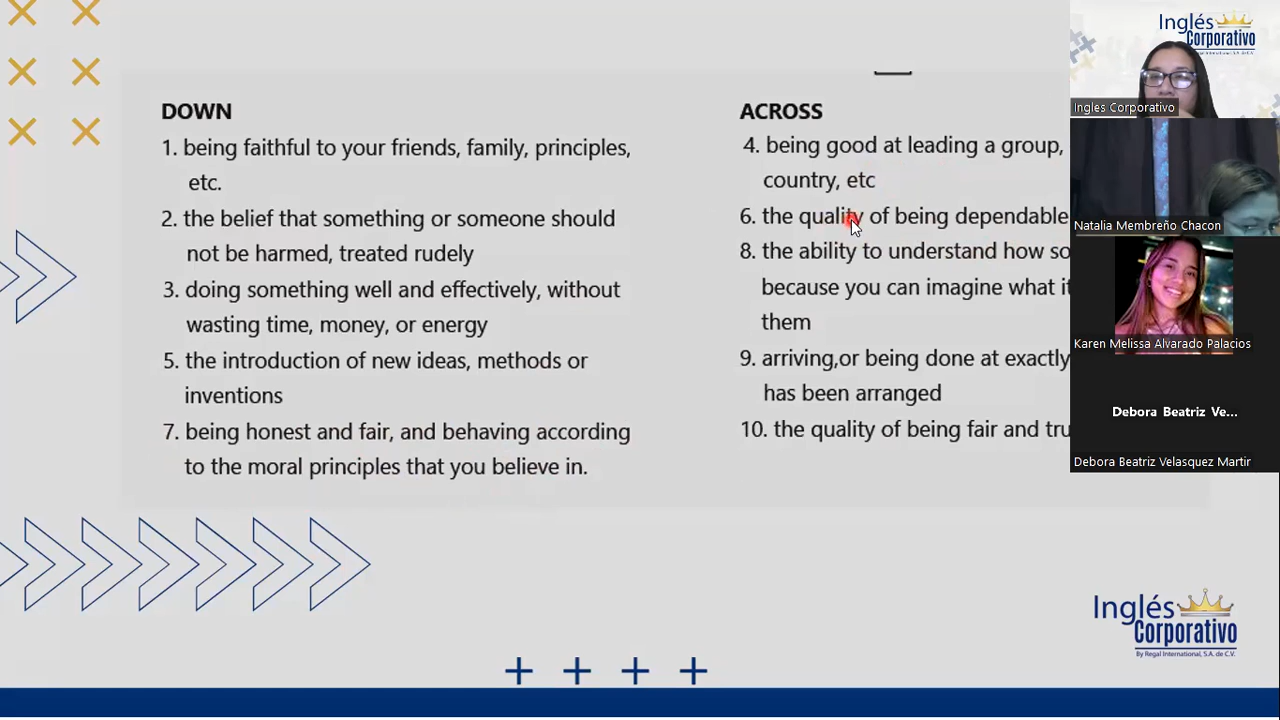 DOWN
1. being faithful to your friends, family, principles,
etc.
2. the belief that something or someone should
not be harmed, treated rudely
3. doing something well and effectively, without
wasting time, money, or energy
5. the introduction of new ideas, methods or
inventions
7. being honest and fair, and behaving according
to the moral principles that you believe in.
ACROSS
4. being good at leading a group,
country, etc
6. the quality of being dependable
8. the ability to understand how so
because you can imagine what it
them
9. arriving,or being done at exactly
has been arranged
10. the quality of being fair and tru
Inglés
Corporativo
Ingles Corporativo
Natalia Membreño Chacon
Karen Melissa Alvarado Palacios
Debora Beatriz Ve...
Debora Beatriz Velasquez Martir
Inglés
Corporativo
By Regal International, S.A. de C.V.